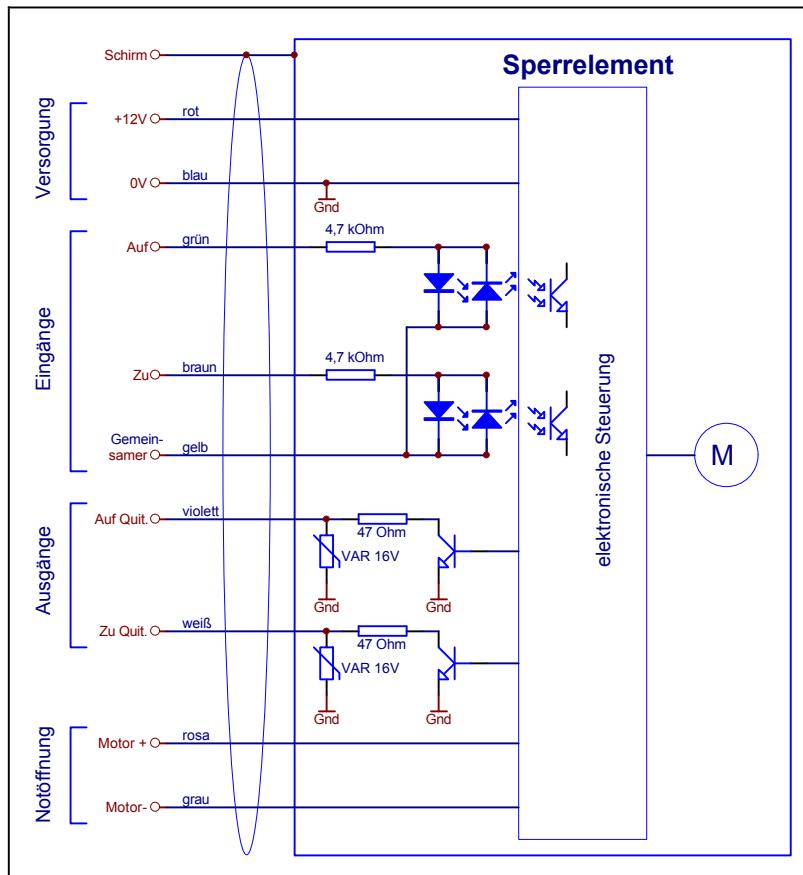 Schirm
Sperrelement
Versorgung
+12V
rot
0V
blau
Gnd
Eingänge
Auf
grün
4,7 kOhm
Zu
braun
4,7 kOhm
Gemein-
samer
gelb
elektronische Steuerung
M
Ausgänge
Auf Quit.
violett
47 Ohm
VAR 16V
Gnd
Gnd
Zu Quit.
weiß
47 Ohm
VAR 16V
Gnd
Gnd
Notöffnung
Motor +
rosa
Motor-
grau